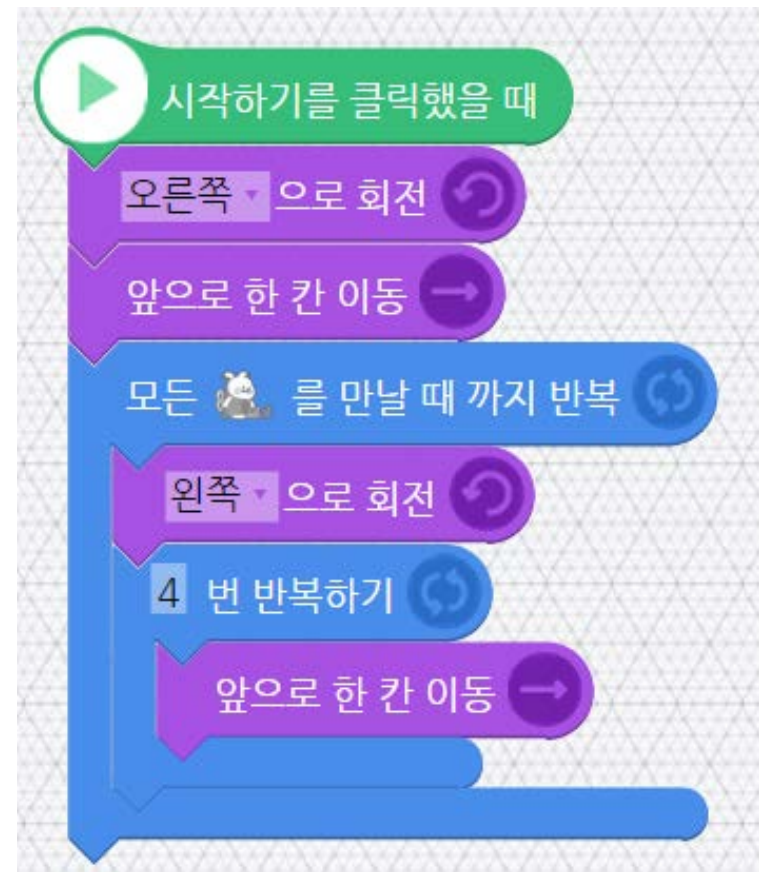 시작하기를 클릭했을 때
오른쪽 으로 회전
앞으로 한 칸 이동
모든 를 만날 때 까지 반복
왼쪽 으로 회전
4 번 반복하기
앞으로 한 칸 이동